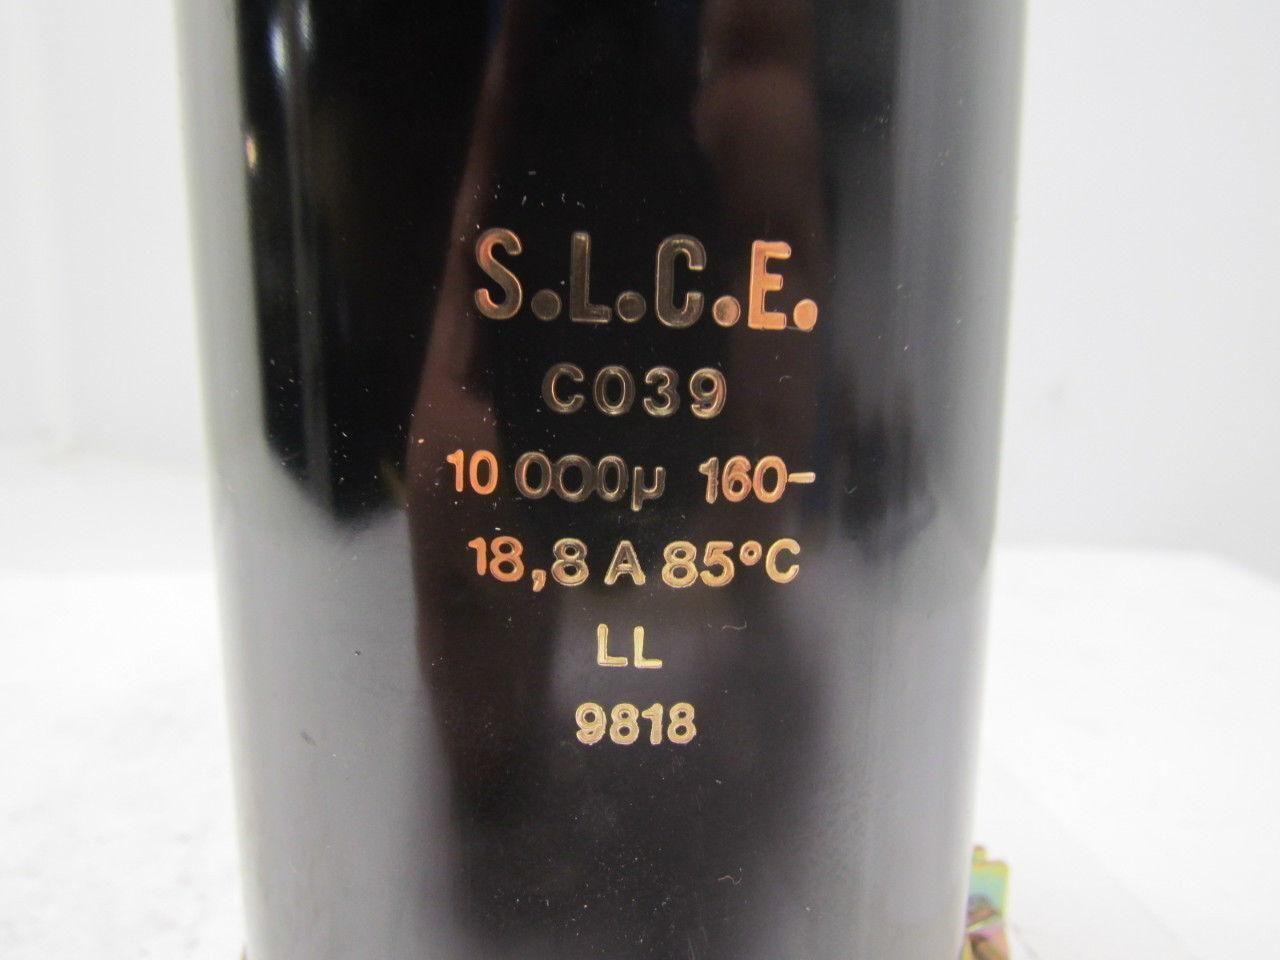 S.L.C.E.
C039
10 000µ 160-
18,8 A 85°C
LL
9818